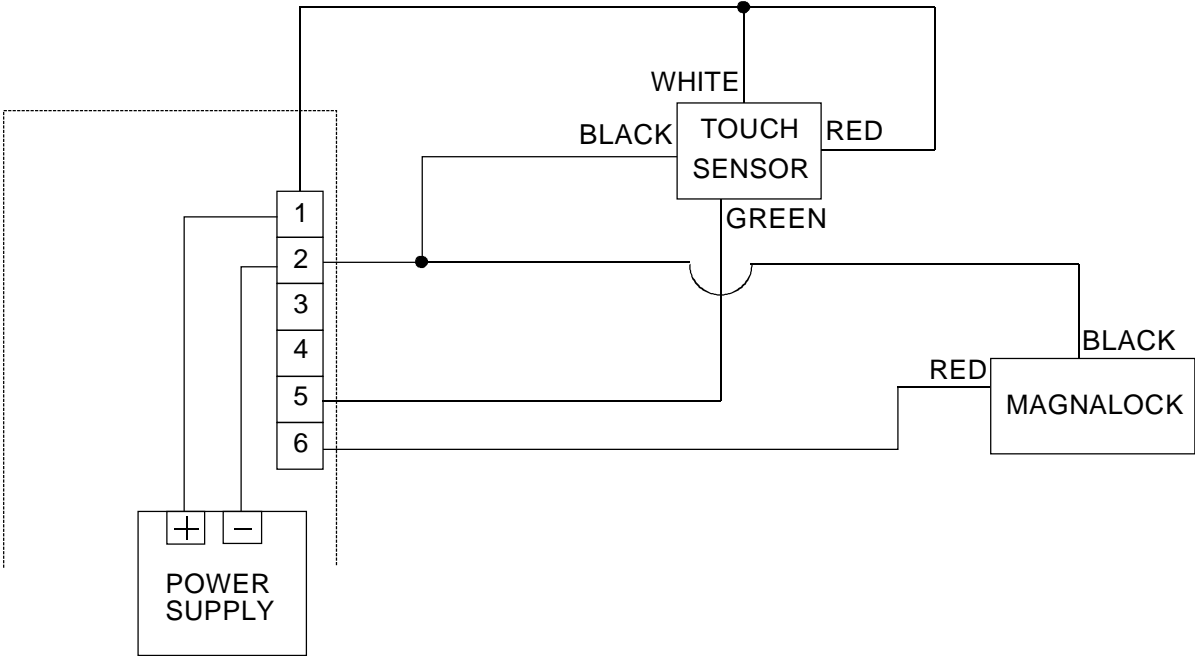 WHITE
BLACK
TOUCH
SENSOR
RED
GREEN
1
2
3
4
5
6
BLACK
RED
MAGNALOCK
+ −
POWER
SUPPLY